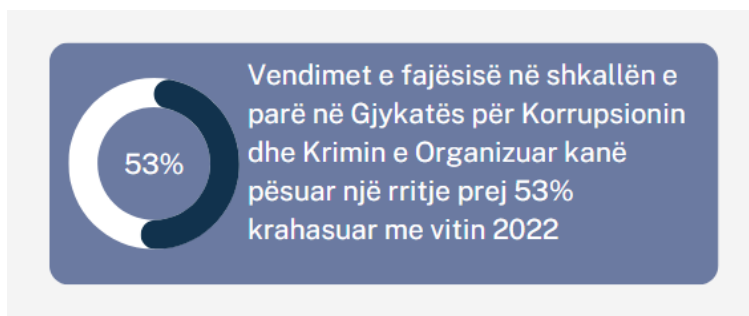 53%
Vendimet e fajësisë në shkallën e
parë në Gjykatës për Korrupsionin
dhe Krimin e Organizuar kanë
pësuar një rritje prej 53%
krahasuar me vitin 2022